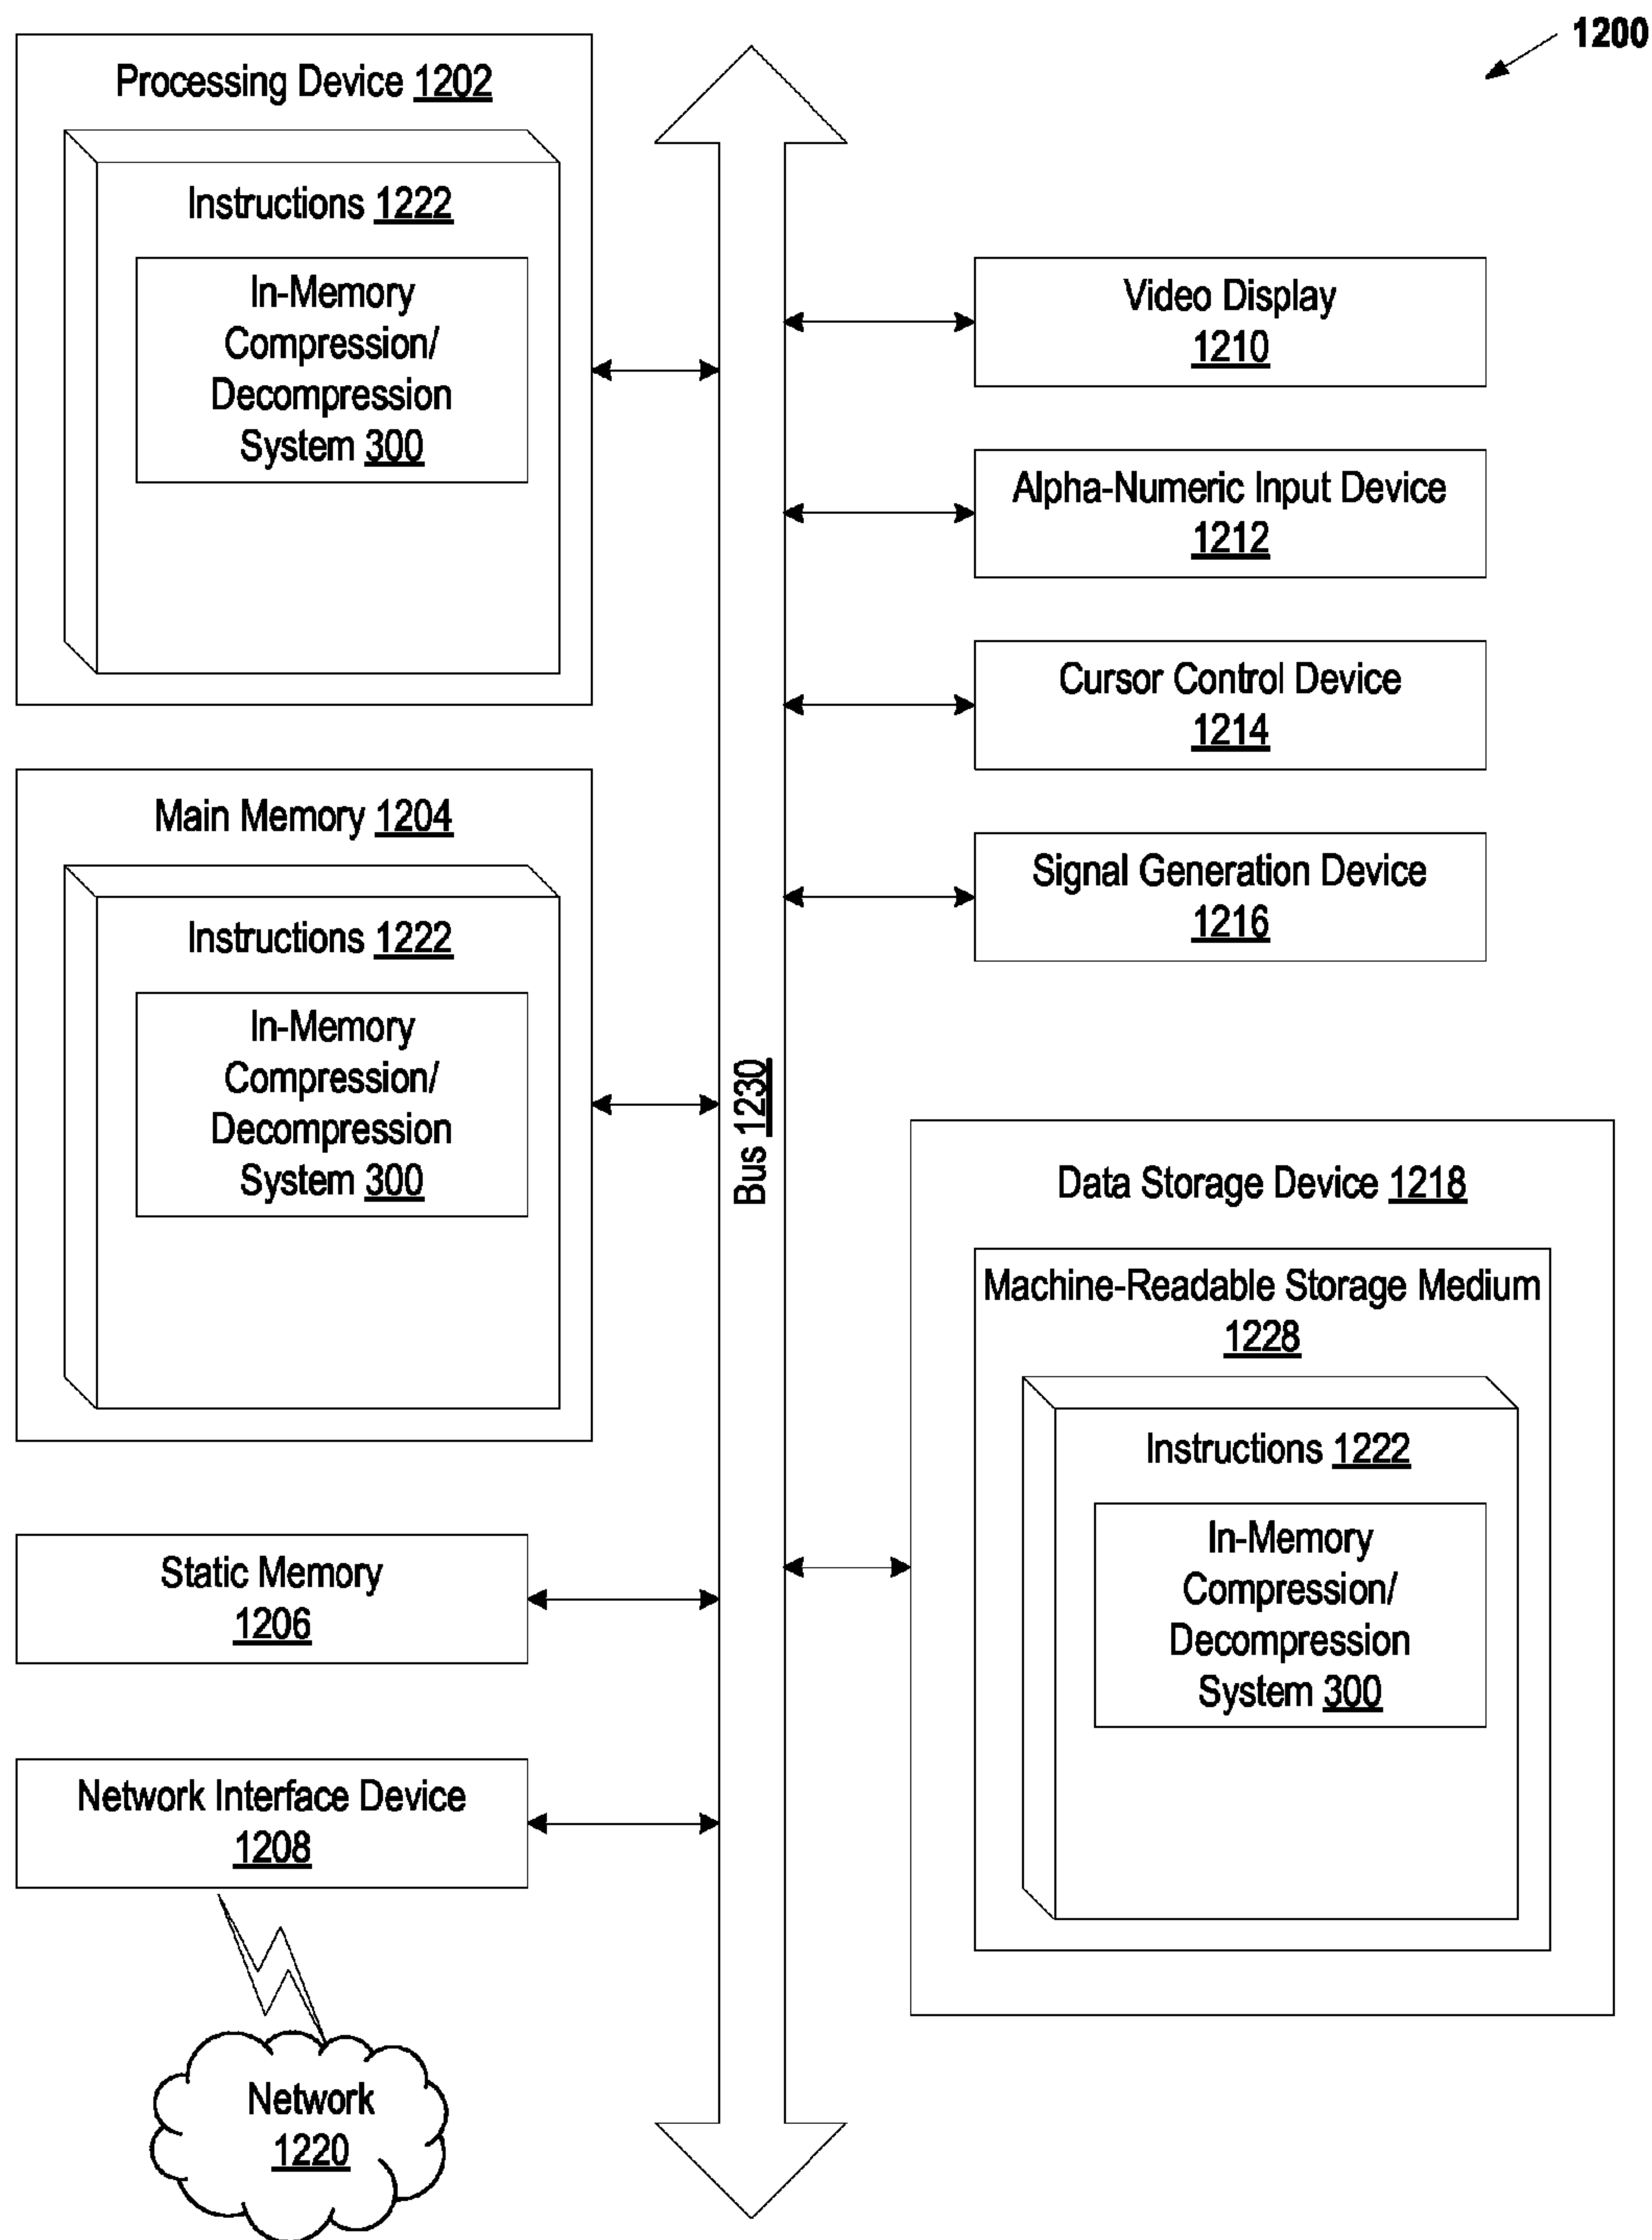 1200
Processing Device 1202
Instructions 1222
In-Memory
Compression/
Decompression
System 300
Main Memory 1204
Instructions 1222
In-Memory
Compression/
Decompression
System 300
Static Memory
1206
Network Interface Device
1208
Network
1220
Bus 1230
Video Display
1210
Alpha-Numeric Input Device
1212
Cursor Control Device
1214
Signal Generation Device
1216
Data Storage Device 1218
Machine-Readable Storage Medium
1228
Instructions 1222
In-Memory
Compression/
Decompression
System 300